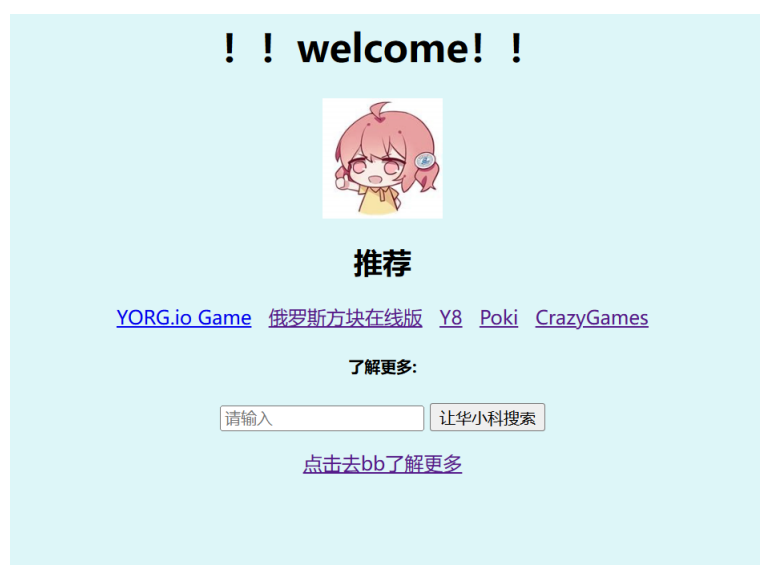 ！！welcome！！
推荐
YORG.io Game 俄罗斯方块在线版 Y8 Poki CrazyGames
了解更多:
请输入 让华小科搜索
点击去bb了解更多